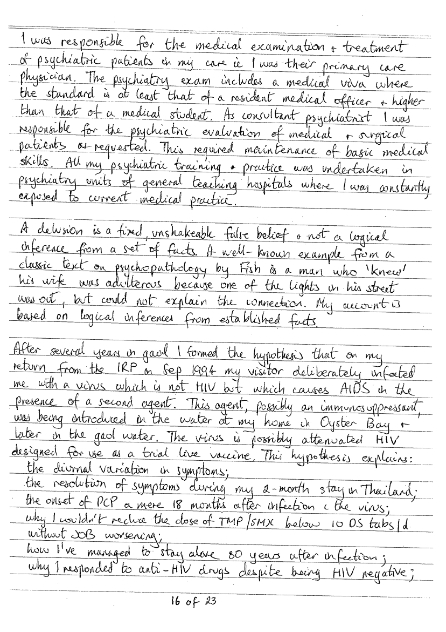 I was responsible for the medical examination + treatment
of psychiatric patients in my care ie I was their primary care
physician. The psychiatry exam includes a medical viva where
the standard is at least that of a resident medical officer + higher
than that of a medical student. As consultant psychiatrist I was
responsible for the psychiatric evaluation of medical + surgical
patients as requested. This required maintenance of basic medical
skills. All my psychiatric training + practice was undertaken in
psychiatry units of general teaching hospitals where I was constantly
exposed to current medical practice.
A delusion is a fixed, unshakeable false belief + not a logical
inference from a set of facts. A well-known example from a
classic text on psychopathology by Fish is a man who 'knew'
his wife was adulterous because one of the lights in his street
was out, but could not explain the connection. My account is
based on logical inferences from established facts.
After several years in gaol I formed the hypothesis that on my
return from the IRP in Sep 1994 my visitor deliberately infected
me with a virus which is not HIV but which causes AIDS in the
presence of a second agent. This agent, possibly an immunosuppressant,
was being introduced in the water at my home in Oyster Bay +
later in the gaol water. The virus is possibly attenuated HIV
designed for use as a trial live vaccine. This hypothesis explains:
the diurnal variation in symptoms;
the resolution of symptoms during my 2-month stay in Thailand;
the onset of PCP a mere 18 months after infection c the virus;
why I couldn't reduce the dose of TMP/SMX below 10 DS tabs/d
without SOB worsening;
how I've managed to stay alive 30 years after infection;
why I responded to anti-HIV drugs despite being HIV negative;
16 of 23